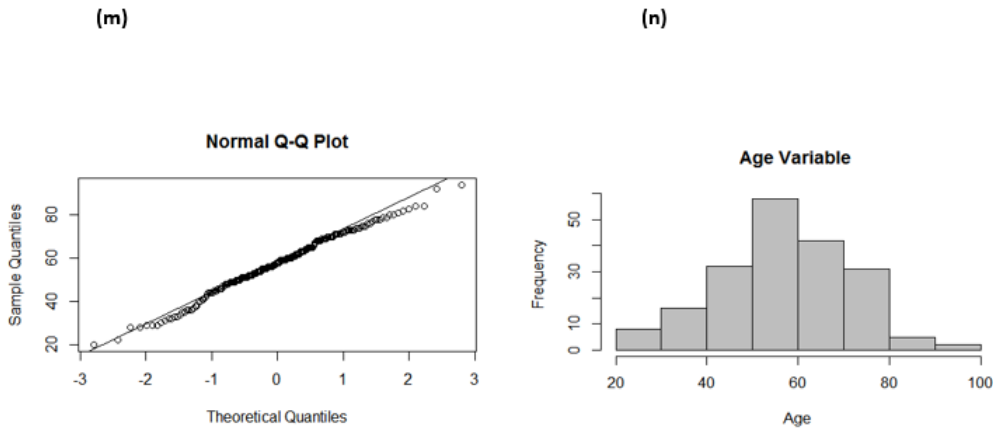 (m)
Normal Q-Q Plot
Sample Quantiles
80
60
40
20
-3 -2 -1 0 1 2 3
Theoretical Quantiles
(n)
Age Variable
Frequency
50
30
10
0
20 40 60 80 100
Age